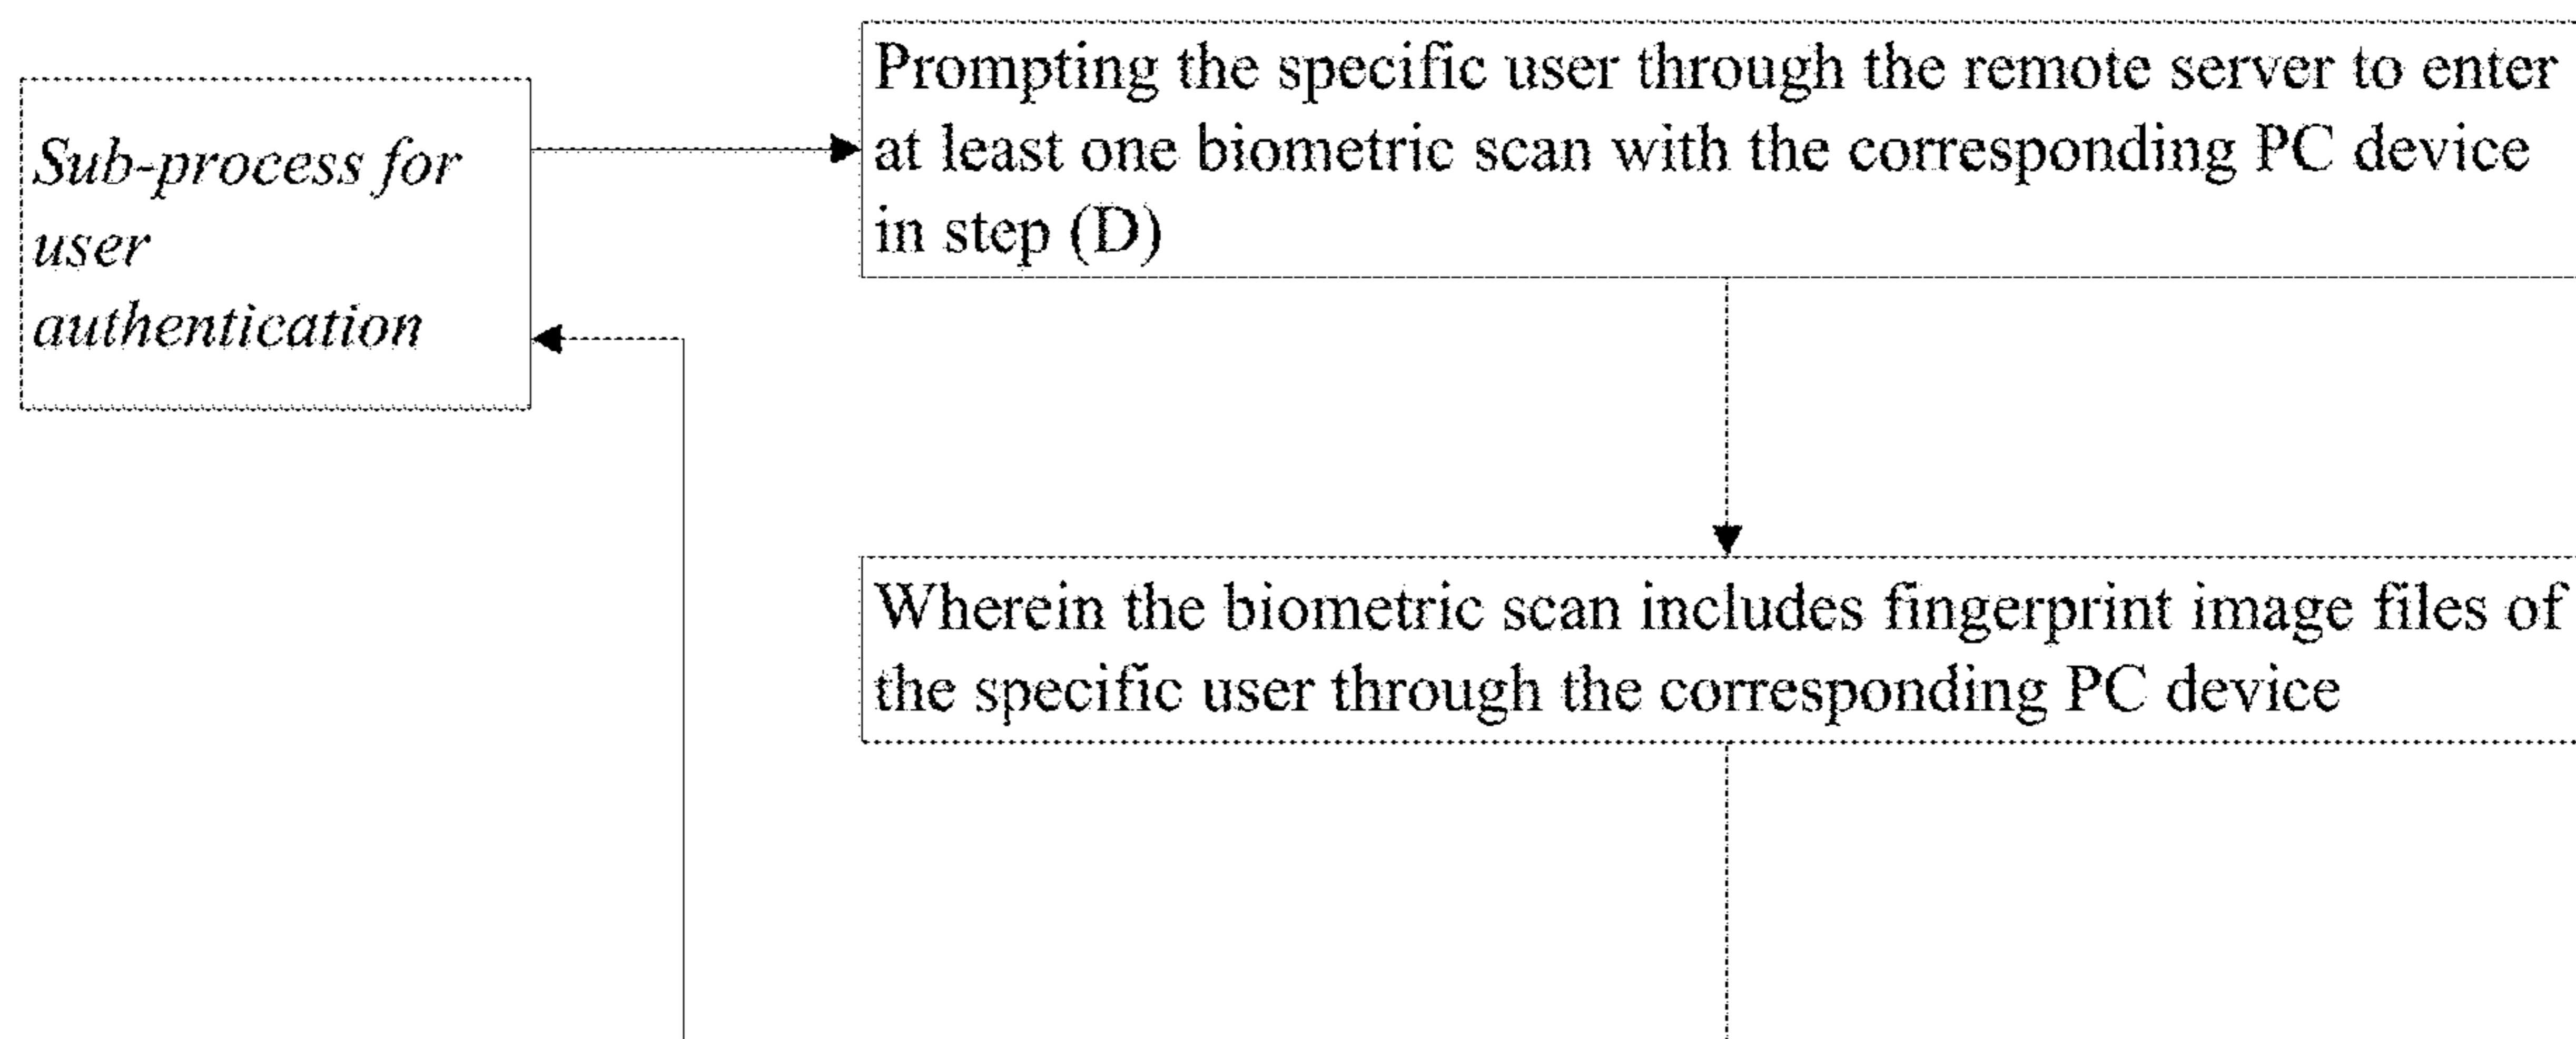 Sub-process for
user
authentication
Prompting the specific user through the remote server to enter
at least one biometric scan with the corresponding PC device
in step (D)
Wherein the biometric scan includes fingerprint image files of
the specific user through the corresponding PC device